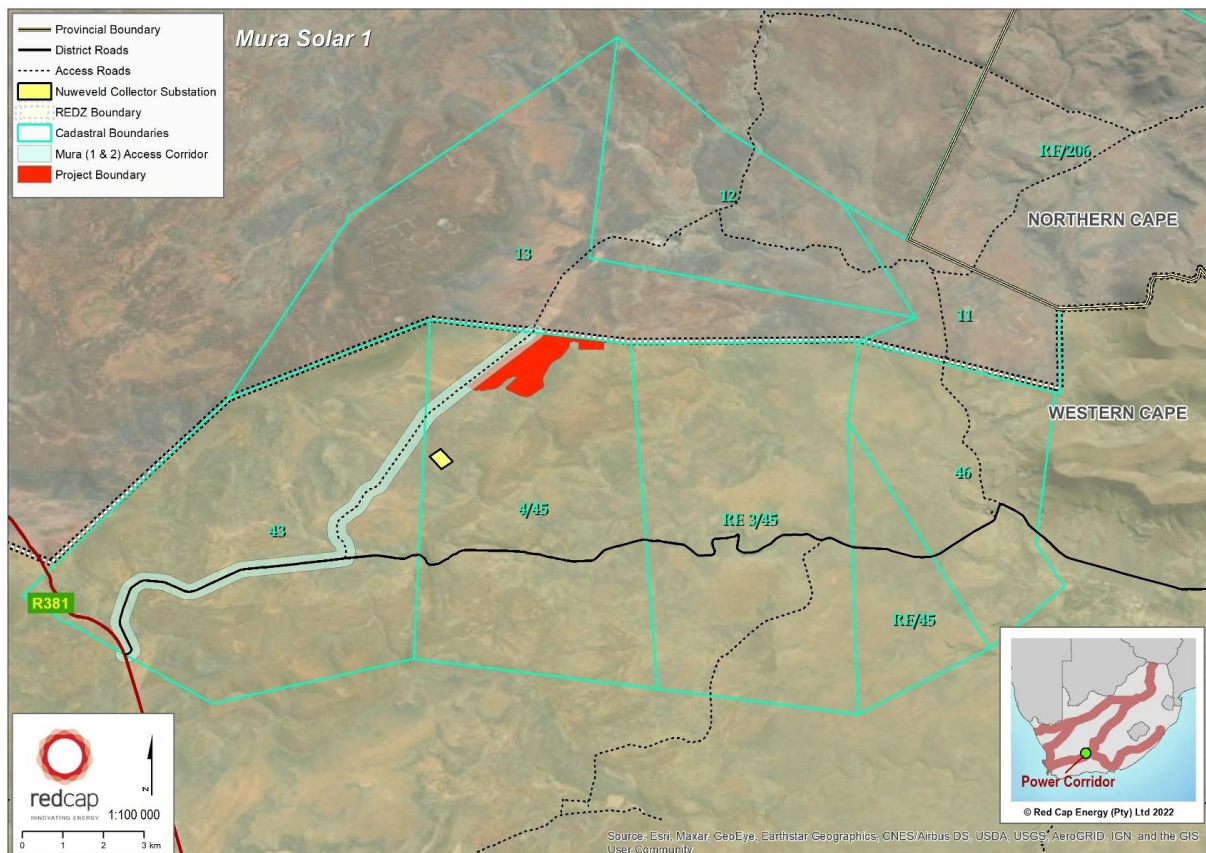 Provincial Boundary
District Roads
Access Roads
Nuweveld Collector Substation
REDZ Boundary
Cadastral Boundaries
Mura (1 & 2) Access Corridor
Project Boundary
Mura Solar 1
RE/206
12
NORTHERN CAPE
13
11
WESTERN CAPE
46
4/45
RE 3/45
43
R381
RE/45
redcap
INNOVATING ENERGY
N
1:100 000
0 1 2 3 km
Power Corridor
© Red Cap Energy (Pty) Ltd 2022
Source: Esri, Maxar, GeoEye, Earthstar Geographics, CNES/Airbus DS, USDA, USGS, AeroGRID, IGN, and the GIS
User Community